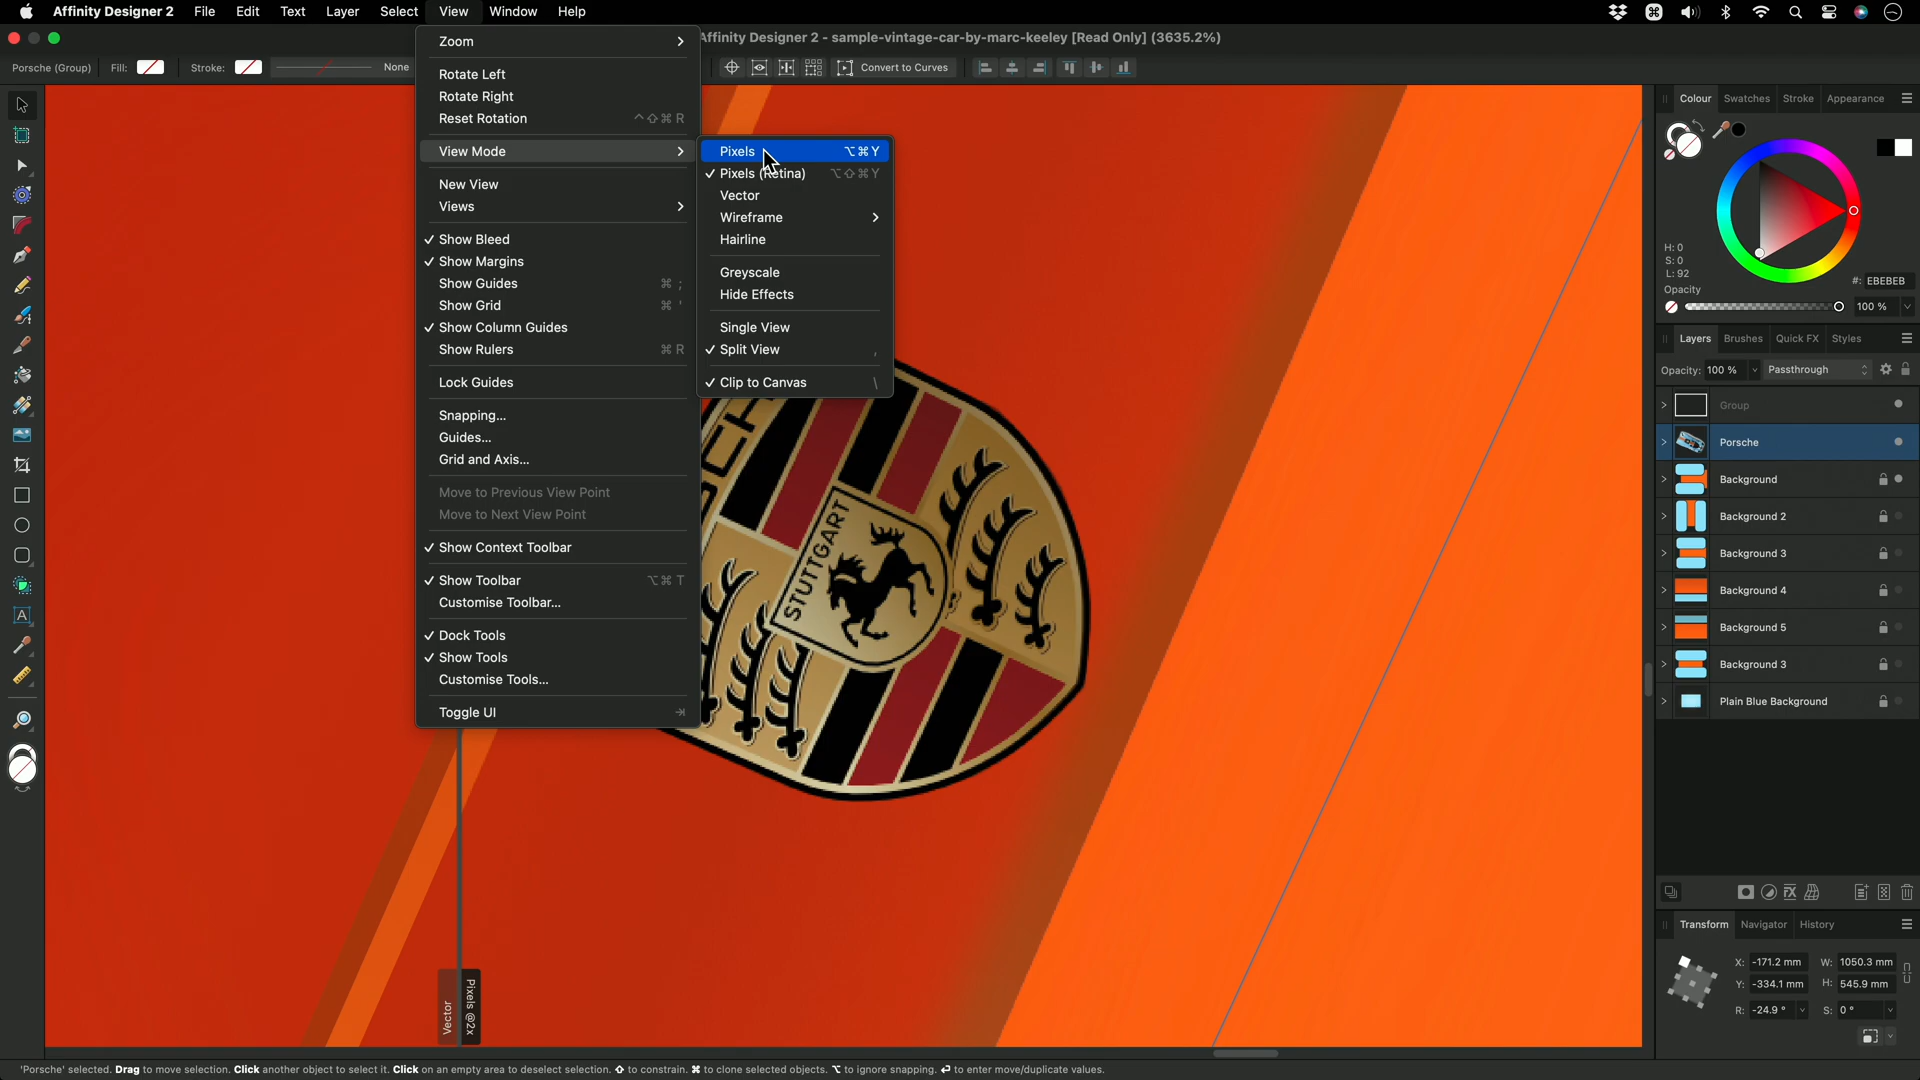 Affinity Designer 2 File Edit Text Layer Select View Window Help
Affinity Designer 2 - sample-vintage-car-by-marc-keeley [Read Only] (3635.2%)
Porsche (Group) Fill: Stroke: None Convert to Curves
Zoom
Rotate Left
Rotate Right
Reset Rotation ^⇧⌘R
View Mode
New View
Views
✓ Show Bleed
✓ Show Margins
Show Guides ⌘;
Show Grid ⌘'
✓ Show Column Guides
Show Rulers ⌘R
Lock Guides
Snapping...
Guides...
Grid and Axis...
Move to Previous View Point
Move to Next View Point
✓ Show Context Toolbar
✓ Show Toolbar ⌥⌘T
Customise Toolbar...
✓ Dock Tools
✓ Show Tools
Customise Tools...
Toggle UI ⇥
Pixels ⌥⌘Y
✓ Pixels (Retina) ⌥⇧⌘Y
Vector
Wireframe
Hairline
Greyscale
Hide Effects
Single View
✓ Split View ,
✓ Clip to Canvas \
STUTTGART
Vector
Pixels @2x
Colour Swatches Stroke Appearance
H: 0
S: 0
L: 92
#: EBEBEB
Opacity
100 %
Layers Brushes Quick FX Styles
Opacity: 100 % Passthrough
Group
Porsche
Background
Background 2
Background 3
Background 4
Background 5
Background 3
Plain Blue Background
Transform Navigator History
X: -171.2 mm W: 1050.3 mm
Y: -334.1 mm H: 545.9 mm
R: -24.9 ° S: 0 °
'Porsche' selected. Drag to move selection. Click another object to select it. Click on an empty area to deselect selection. ⇧ to constrain. ⌘ to clone selected objects. ⌥ to ignore snapping. ↵ to enter move/duplicate values.